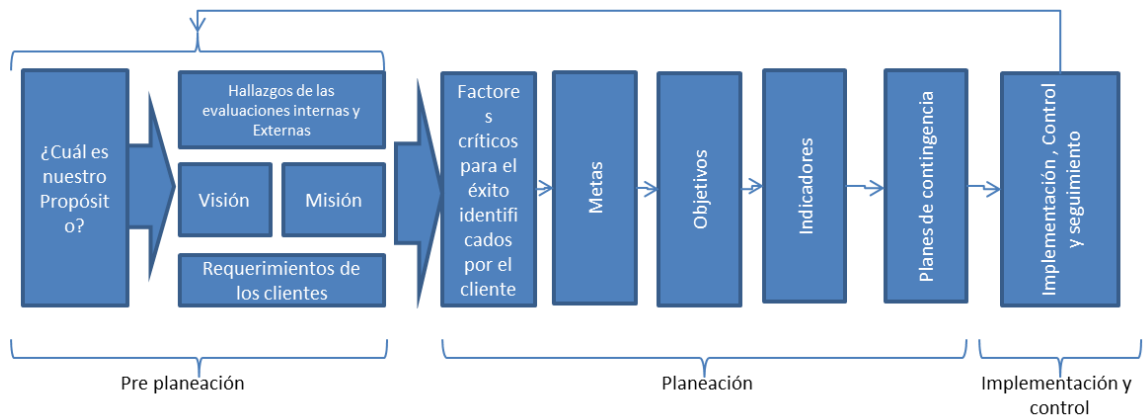 ¿Cuál es
nuestro
Propósit
o?
Hallazgos de las
evaluaciones internas y
Externas
Visión
Misión
Requerimientos de
los clientes
Factore
s
críticos
para el
éxito
identifi
cados
por el
cliente
Metas
Objetivos
Indicadores
Planes de contingencia
Implementación , Control
y seguimiento
Pre planeación
Planeación
Implementación y
control